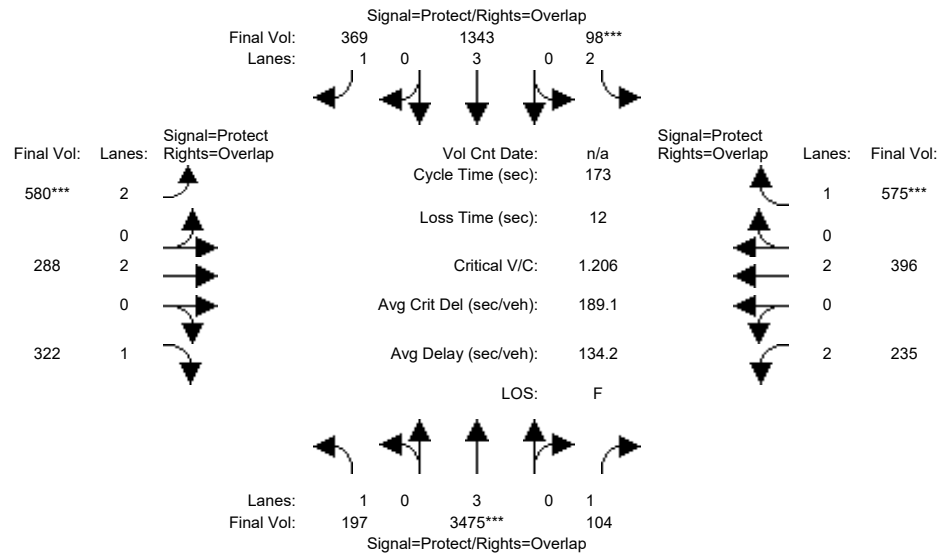 Signal=Protect/Rights=Overlap
Final Vol: 369 1343 98***
Lanes: 1 0 3 0 2
Signal=Protect Signal=Protect
Final Vol: Lanes: Rights=Overlap Vol Cnt Date: n/a Rights=Overlap Lanes: Final Vol:
Cycle Time (sec): 173
580*** 2 1 575***
Loss Time (sec): 12
0 0
288 2 Critical V/C: 1.206 2 396
0 Avg Crit Del (sec/veh): 189.1 0
322 1 Avg Delay (sec/veh): 134.2 2 235
LOS: F
Lanes: 1 0 3 0 1
Final Vol: 197 3475*** 104
Signal=Protect/Rights=Overlap